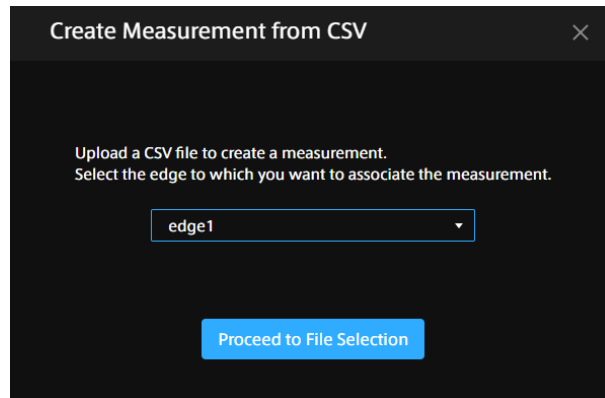 Create Measurement from CSV
Upload a CSV file to create a measurement.
Select the edge to which you want to associate the measurement.
edge1
Proceed to File Selection